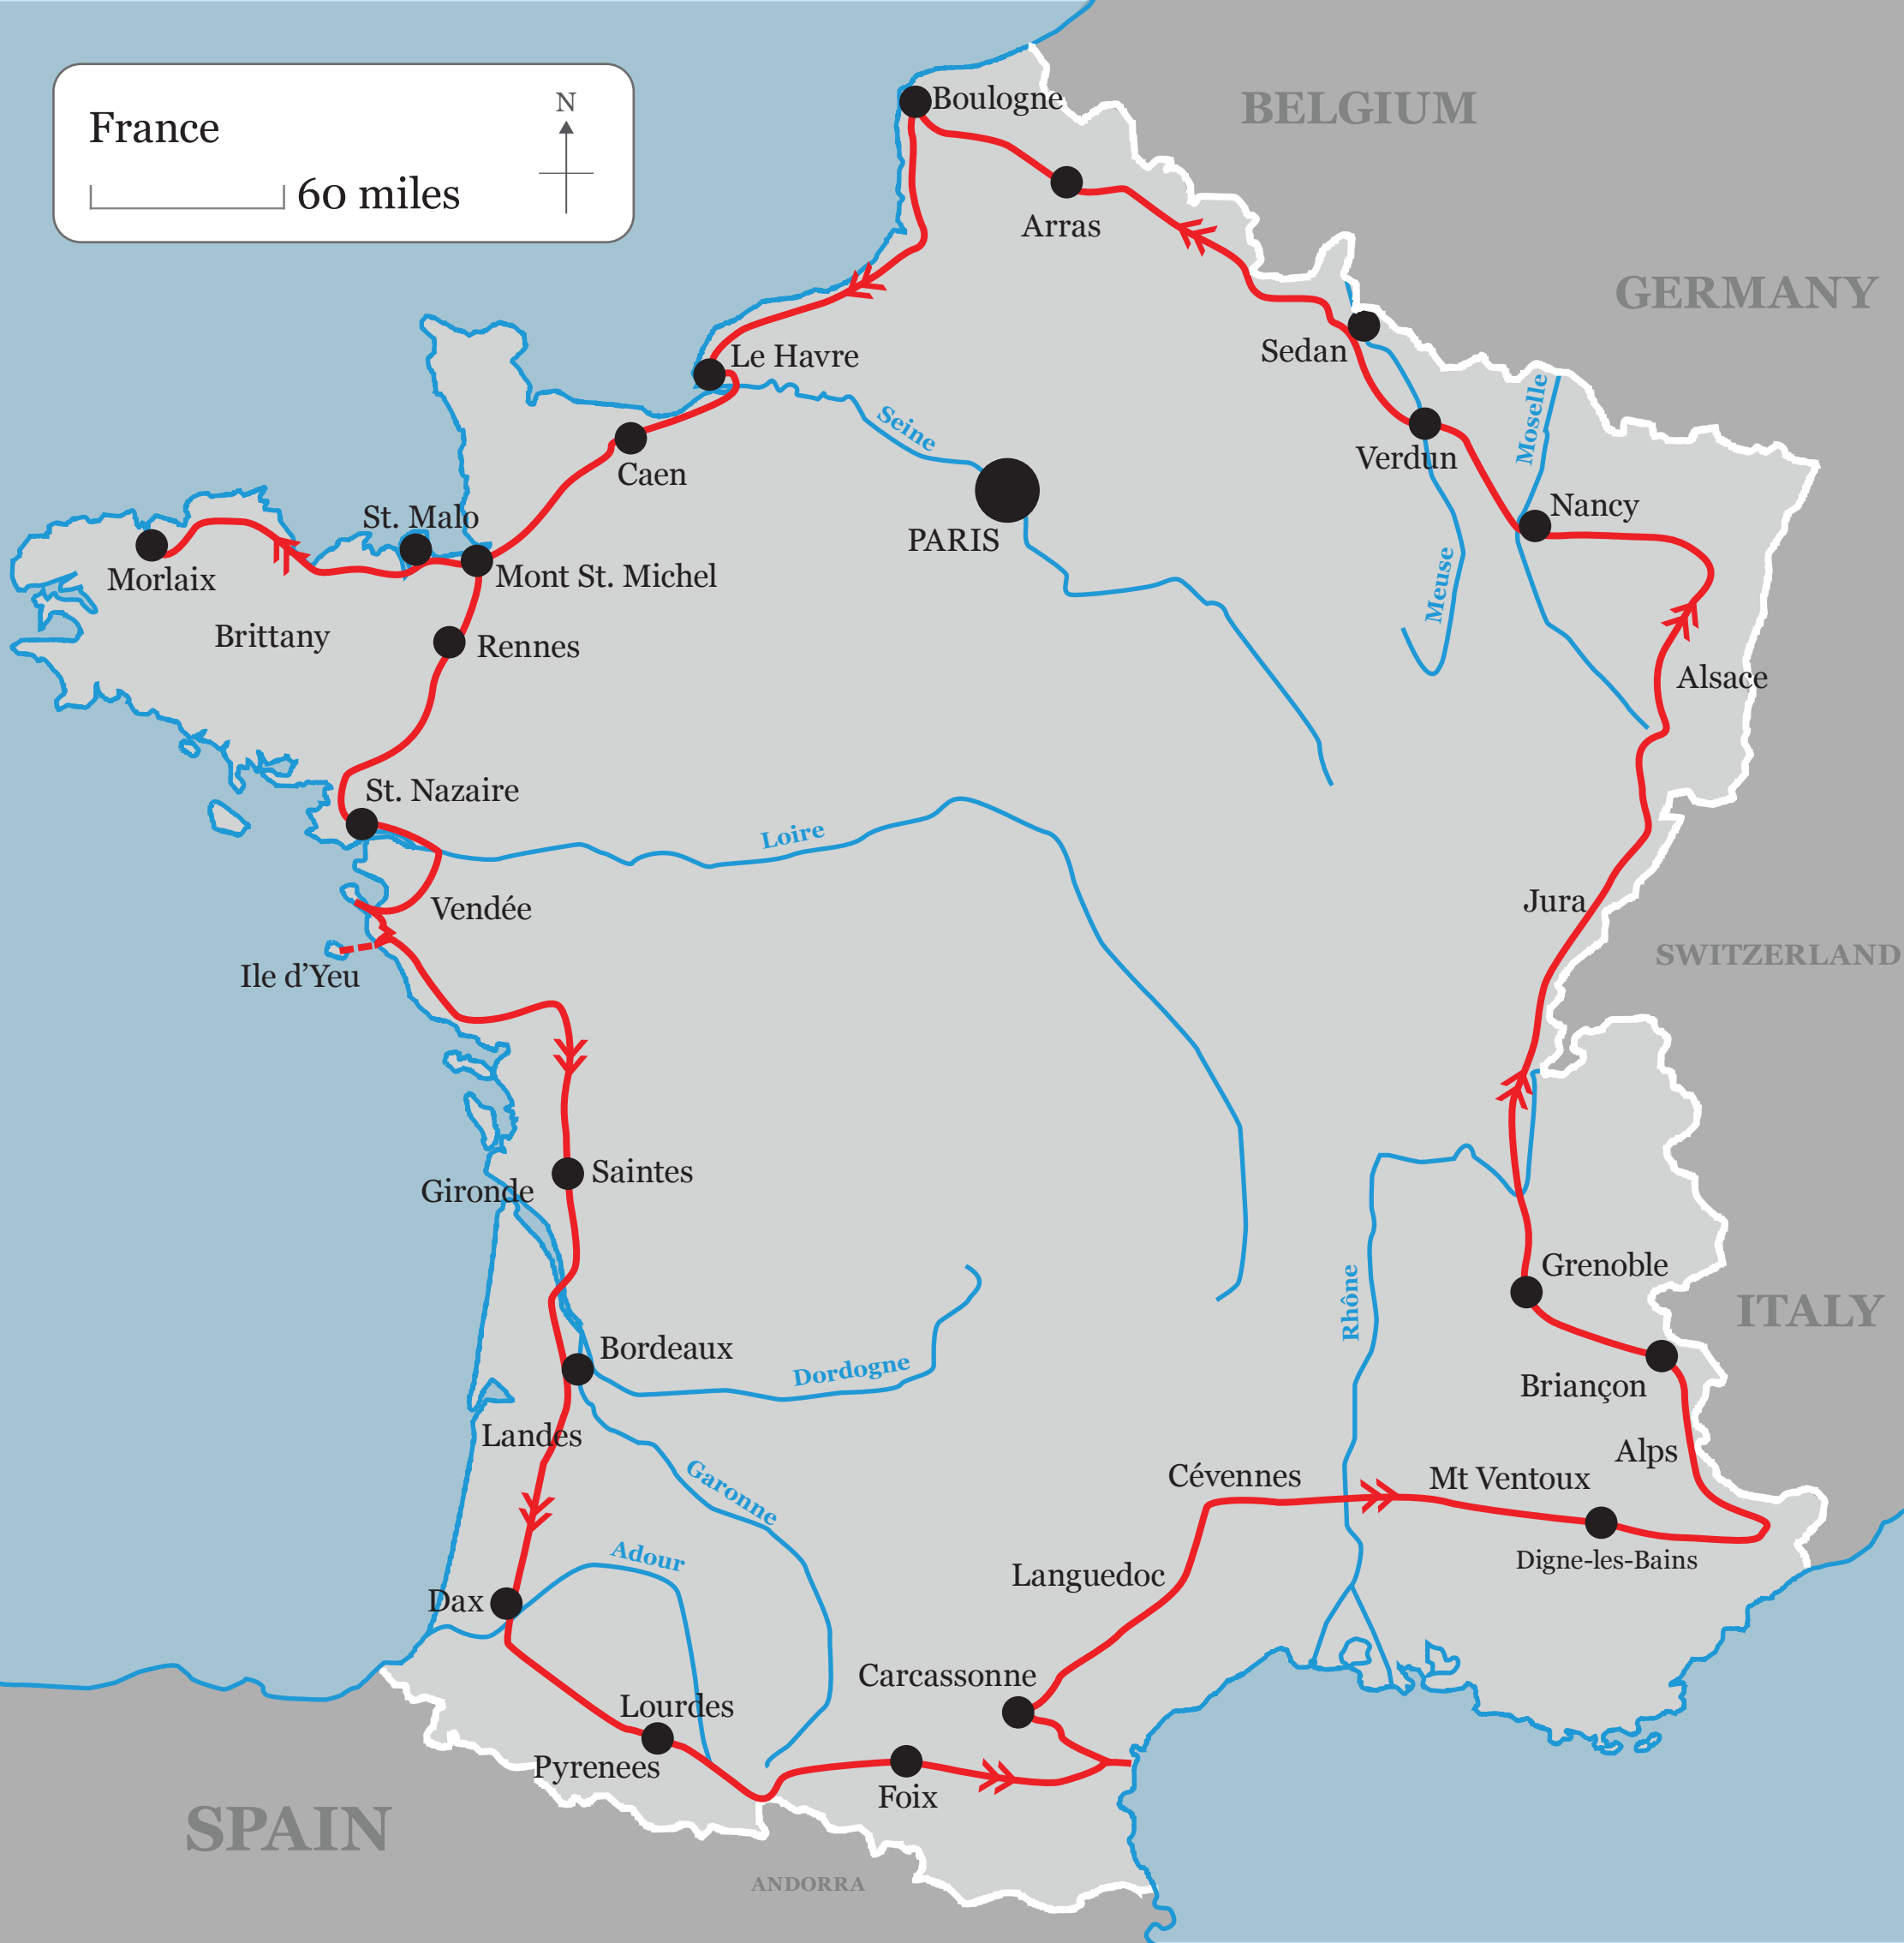 France
N
60 miles
BELGIUM
Boulogne
Arras
GERMANY
Sedan
Le Havre
Moselle
Seine
Verdun
Caen
Nancy
St. Malo
PARIS
Morlaix
Mont St. Michel
Meuse
Brittany
Rennes
Alsace
St. Nazaire
Loire
Jura
Vendée
SWITZERLAND
Ile d’Yeu
Saintes
Gironde
Grenoble
Rhône
ITALY
Bordeaux
Dordogne
Briançon
Landes
Alps
Garonne
Cévennes
Mt Ventoux
Adour
Digne-les-Bains
Languedoc
Dax
Carcassonne
Lourdes
Pyrenees
Foix
SPAIN
ANDORRA